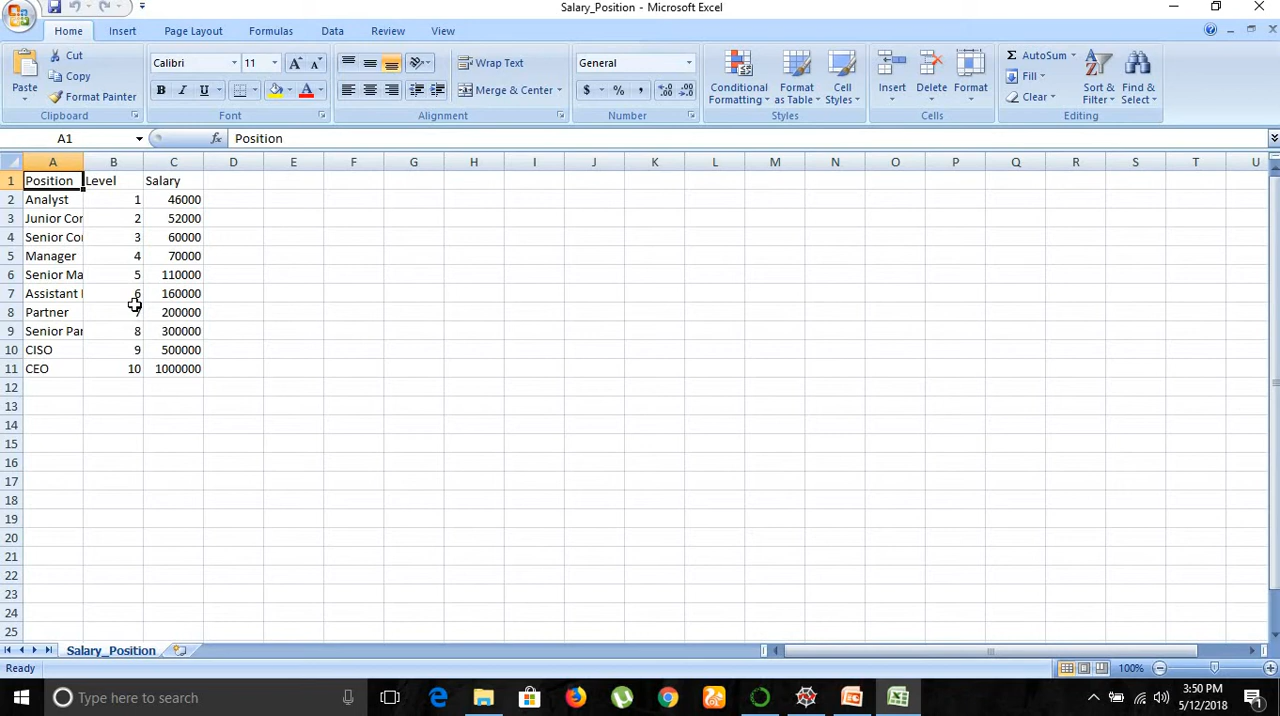 Salary_Position - Microsoft Excel
Home Insert Page Layout Formulas Data Review View
Paste Cut Copy Format Painter Clipboard
Calibri 11 A A B I U A Font
Wrap Text Merge & Center Alignment
General $ % , .0 .00 .00 .0 Number
Conditional Formatting Format as Table Cell Styles Styles
Insert Delete Format Cells
Σ AutoSum Fill Clear Sort & Filter Find & Select Editing
A1 fx Position
A B C D E F G H I J K L M N O P Q R S T U
1 Position Level Salary
2 Analyst 1 46000
3 Junior Cor 2 52000
4 Senior Co 3 60000
5 Manager 4 70000
6 Senior Ma 5 110000
7 Assistant 6 160000
8 Partner 200000
9 Senior Par 8 300000
10 CISO 9 500000
11 CEO 10 1000000
12
13
14
15
16
17
18
19
20
21
22
23
24
25
Salary_Position
Ready 100%
Type here to search
3:50 PM
5/12/2018
1